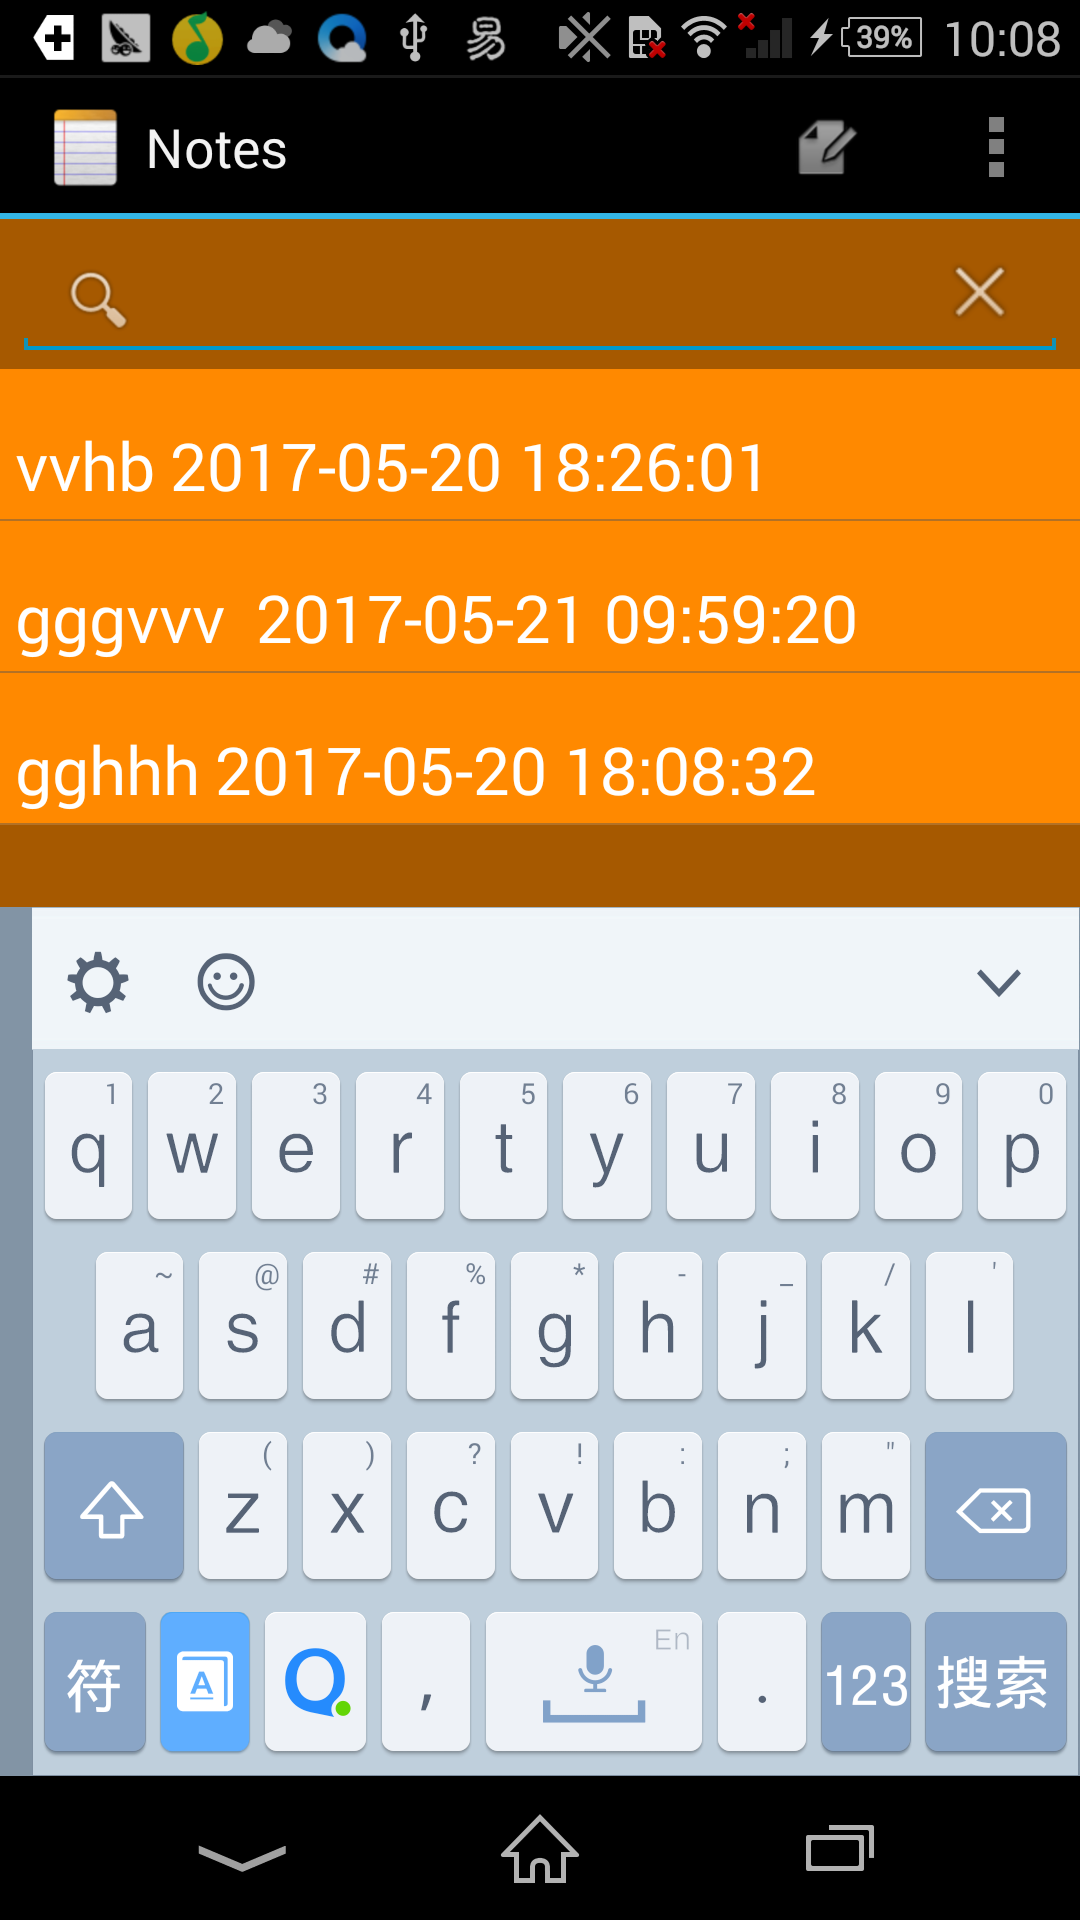 易 39% 10:08
Notes
vvhb 2017-05-20 18:26:01
gggvvv  2017-05-21 09:59:20
gghhh 2017-05-20 18:08:32
1 2 3 4 5 6 7 8 9 0
q w e r t y u i o p
~ @ # % * - _ / '
a s d f g h j k l
( ) ? ! : ; "
z x c v b n m
En
符 A Q , . 123 搜索